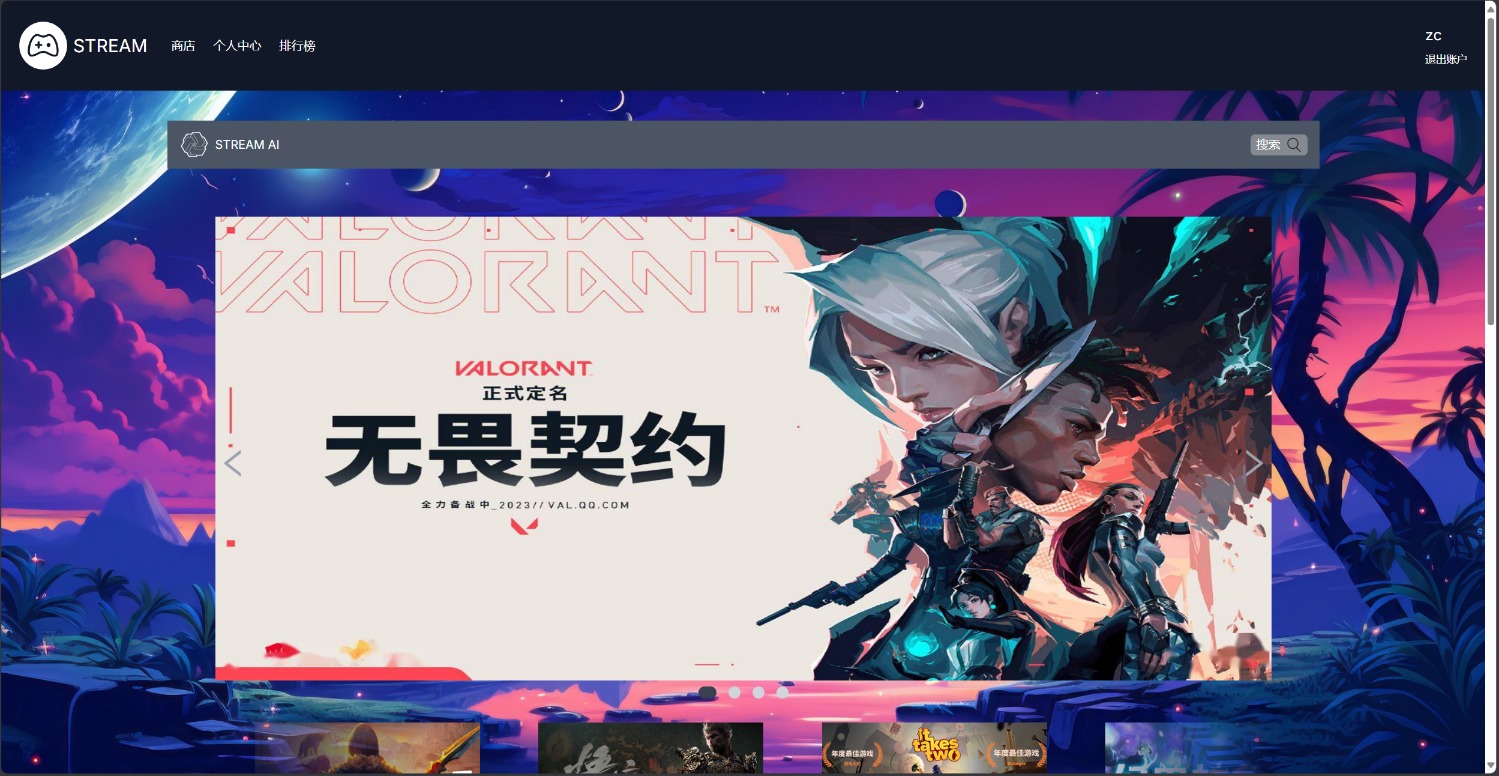 STREAM 商店 个人中心 排行榜
zc
退出账户
STREAM AI 搜索
VALORANT
VALORANT™
VALORANT
正式定名
无畏契约
全力备战中_2023//VAL.QQ.COM
it
takes
two
年度最佳游戏
年度最佳游戏